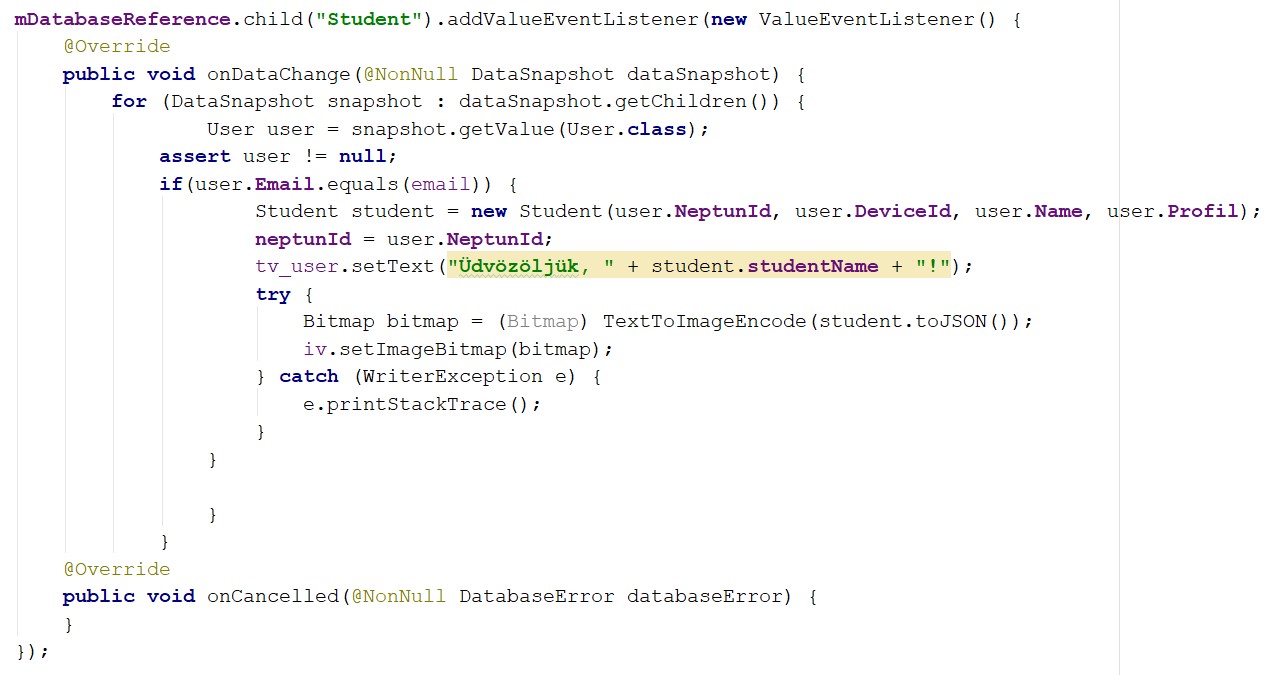 mDatabaseReference.child("Student").addValueEventListener(new ValueEventListener() {
@Override
public void onDataChange(@NonNull DataSnapshot dataSnapshot) {
for (DataSnapshot snapshot : dataSnapshot.getChildren()) {
User user = snapshot.getValue(User.class);
assert user != null;
if(user.Email.equals(email)) {
Student student = new Student(user.NeptunId, user.DeviceId, user.Name, user.Profil);
neptunId = user.NeptunId;
tv_user.setText("Üdvözöljük, " + student.studentName + "!");
try {
Bitmap bitmap = (Bitmap) TextToImageEncode(student.toJSON());
iv.setImageBitmap(bitmap);
} catch (WriterException e) {
e.printStackTrace();
}
}
}
}
@Override
public void onCancelled(@NonNull DatabaseError databaseError) {
}
});